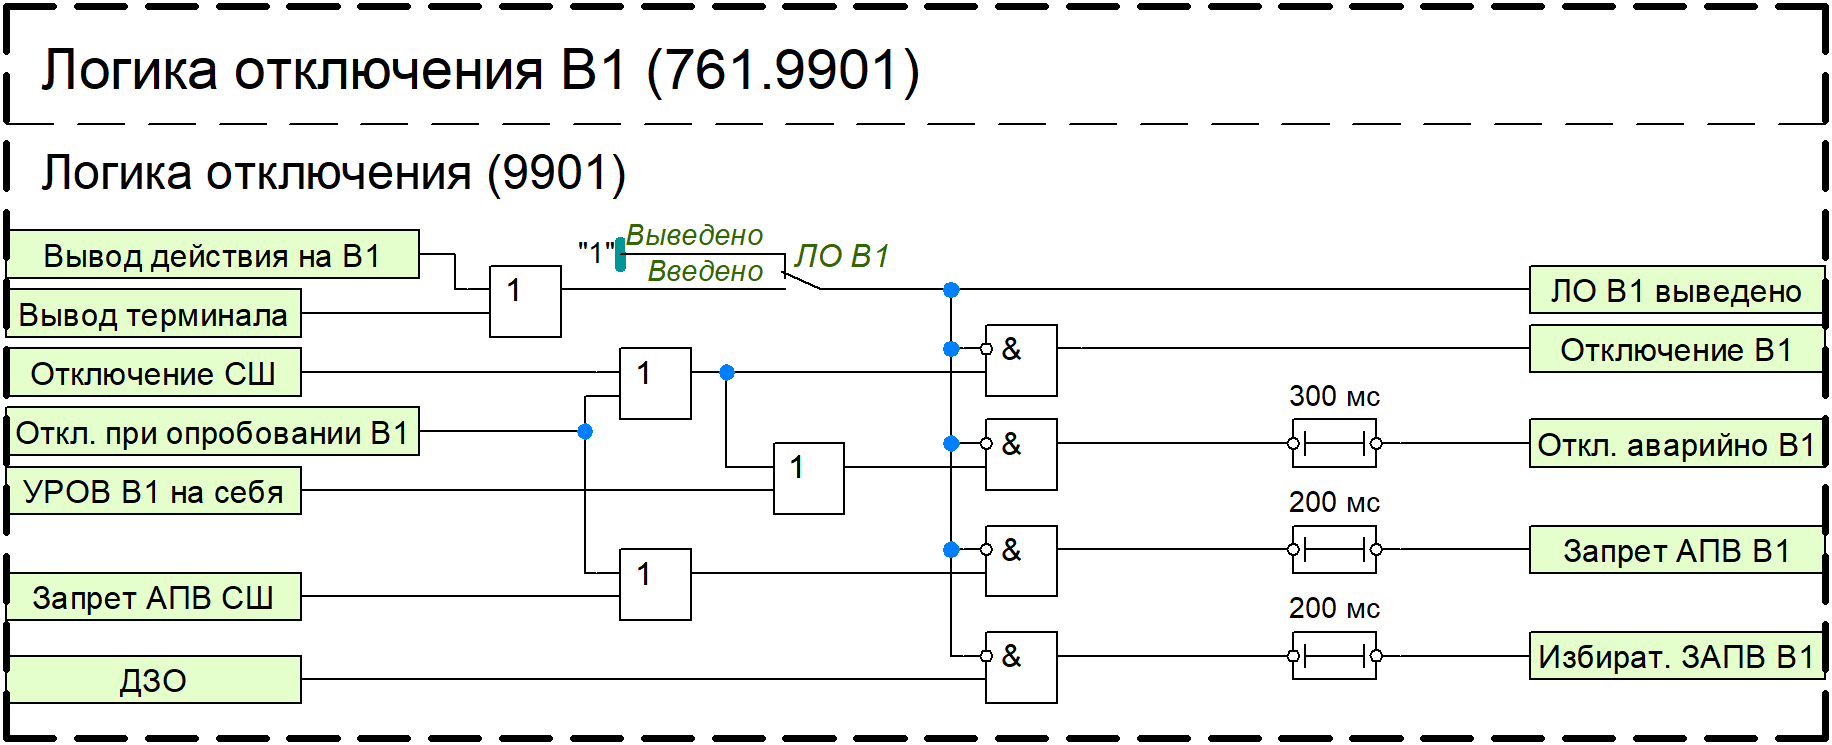 Логика отключения В1 (761.9901)
Логика отключения (9901)
Вывод действия на В1
Вывод терминала
Отключение СШ
Откл. при опробовании В1
УРОВ В1 на себя
Запрет АПВ СШ
ДЗО
1
"1"
Выведено
Введено
ЛО В1
1
1
1
&
&
&
&
300 мс
200 мс
200 мс
ЛО В1 выведено
Отключение В1
Откл. аварийно В1
Запрет АПВ В1
Избират. ЗАПВ В1